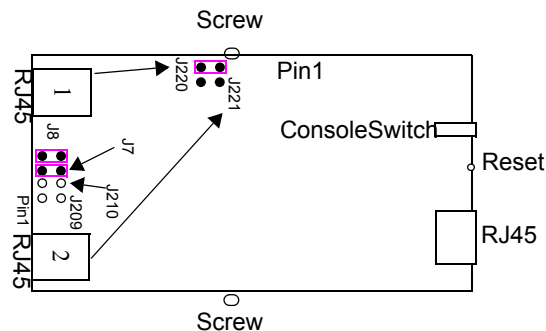 Screw
RJ45
1
J220
J221
Pin1
ConsoleSwitch
Reset
J8
J7
J210
J209
Pin1
RJ45
2
RJ45
Screw